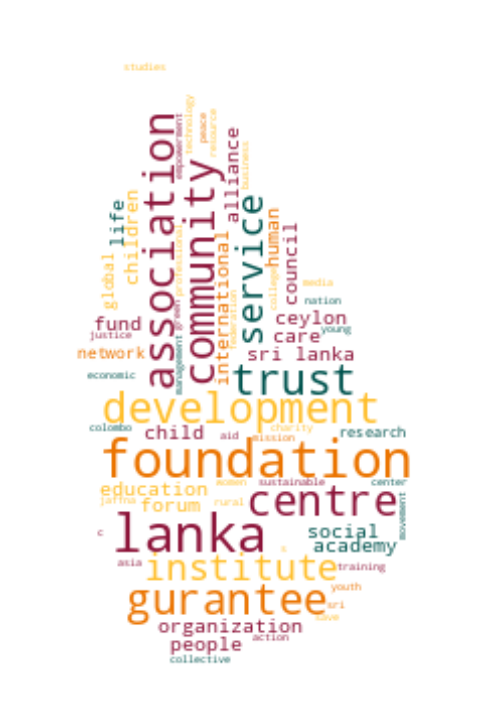 studies
association
empowerment
technology
peace
resource
community
alliance
business
life
children
professional
service
human
global
international
college
council
green
federation
media
nation
fund
ceylon
justice
management
care
young
network
sri lanka
economic
trust
development
colombo
child
aid
mission
charity
research
foundation
education
women
sustainable
center
jaffna
forum
rural
centre
movement
c
lanka
social
academy
s
asia
institute
training
gurantee
youth
sri
save
organization
people
action
collective